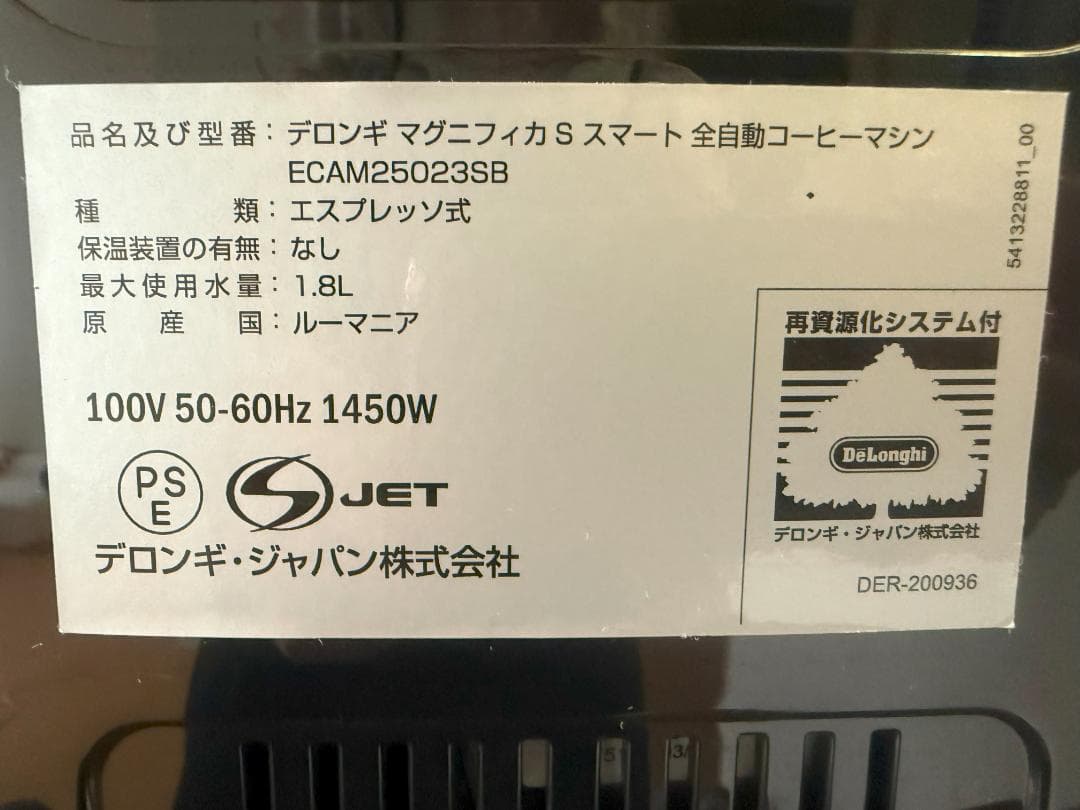 品名及び型番：デロンギ マグニフィカ S スマート 全自動コーヒーマシン
ECAM25023SB
種類：エスプレッソ式
保温装置の有無：なし
最大使用水量：1.8L
原産国：ルーマニア
100V 50-60Hz 1450W
PSE
S JET
デロンギ・ジャパン株式会社
5413228811_00
再資源化システム付
DeLonghi
デロンギ・ジャパン株式会社
DER-200936